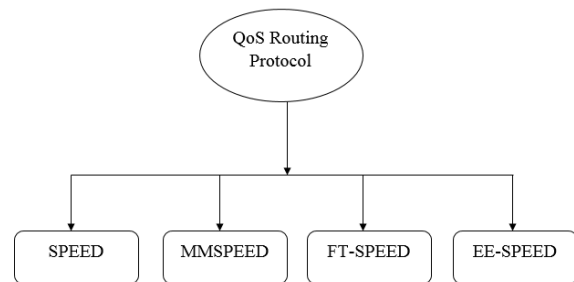 QoS Routing
Protocol
SPEED
MMSPEED
FT-SPEED
EE-SPEED